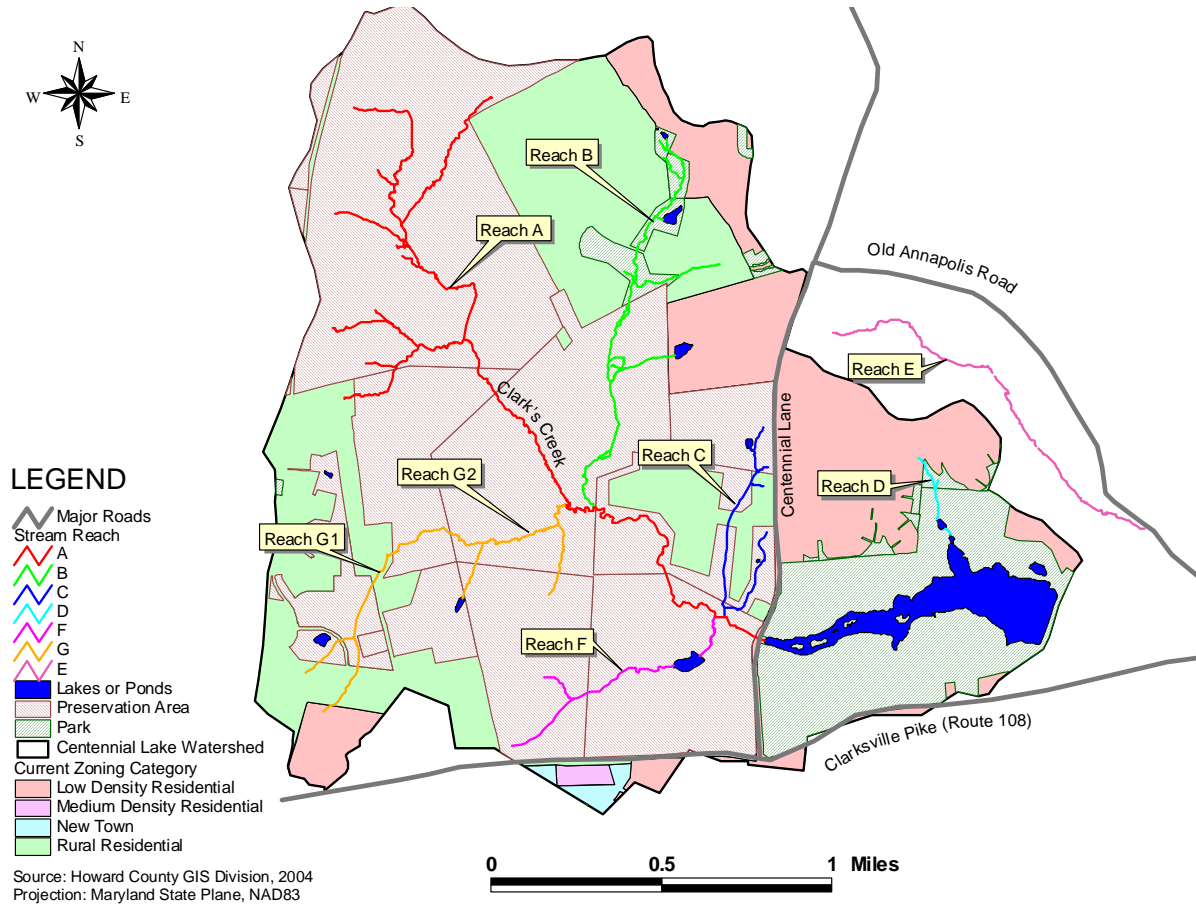 N
W
E
S
Reach B
Reach A
Old Annapolis Road
Reach E
Clark's Creek
Centennial Lane
Reach C
Reach G2
Reach D
Reach G1
Reach F
Clarksville Pike (Route 108)
LEGEND
Major Roads
Stream Reach
A
B
C
D
F
G
E
Lakes or Ponds
Preservation Area
Park
Centennial Lake Watershed
Current Zoning Category
Low Density Residential
Medium Density Residential
New Town
Rural Residential
Source: Howard County GIS Division, 2004
Projection: Maryland State Plane, NAD83
0 0.5 1 Miles